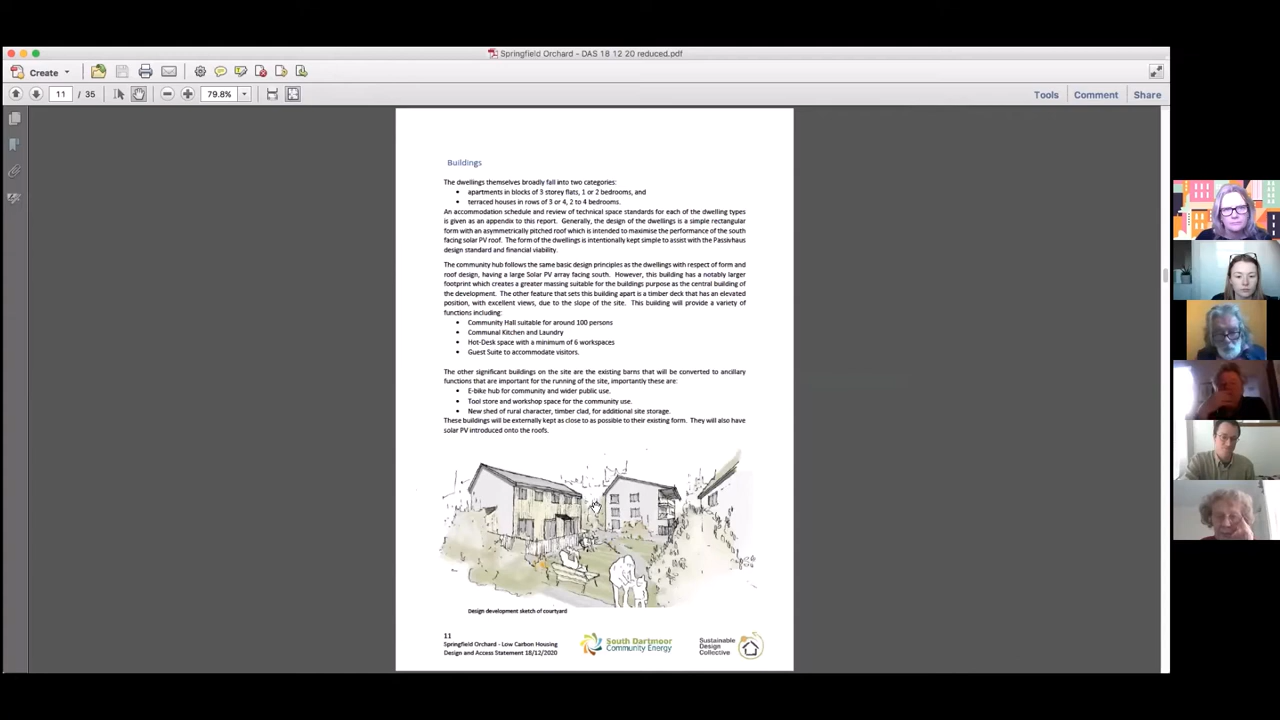 Springfield Orchard - DAS 18 12 20 reduced.pdf
Create
11 / 35
79.8%
Tools
Comment
Share
Buildings
The dwellings themselves broadly fall into two categories:
• apartments in blocks of 3 storey flats, 1 or 2 bedrooms, and
• terraced houses in rows of 3 or 4, 2 to 4 bedrooms.
An accommodation schedule and review of technical space standards for each of the dwelling types
is given as an appendix to this report. Generally, the design of the dwellings is a simple rectangular
form with an asymmetrically pitched roof which is intended to maximise the performance of the south
facing solar PV roof. The form of the dwellings is intentionally kept simple to assist with the Passivhaus
design standard and financial viability.
The community hub follows the same basic design principles as the dwellings with respect of form and
roof design, having a large Solar PV array facing south. However, this building has a notably larger
footprint which creates a greater massing suitable for the buildings purpose as the central building of
the development. The other feature that sets this building apart is a timber deck that has an elevated
position, with excellent views, due to the slope of the site. This building will provide a variety of
functions including:
• Community Hall suitable for around 100 persons
• Communal Kitchen and Laundry
• Hot-Desk space with a minimum of 6 workspaces
• Guest Suite to accommodate visitors.
The other significant buildings on the site are the existing barns that will be converted to ancillary
functions that are important for the running of the site, importantly these are:
• E-bike hub for community and wider public use.
• Tool store and workshop space for the community use.
• New shed of rural character, timber clad, for additional site storage.
These buildings will be externally kept as close to as possible to their existing form. They will also have
solar PV introduced onto the roofs.
Design development sketch of courtyard
11
Springfield Orchard - Low Carbon Housing
Design and Access Statement 18/12/2020
South Dartmoor
Community Energy
Sustainable
Design
Collective